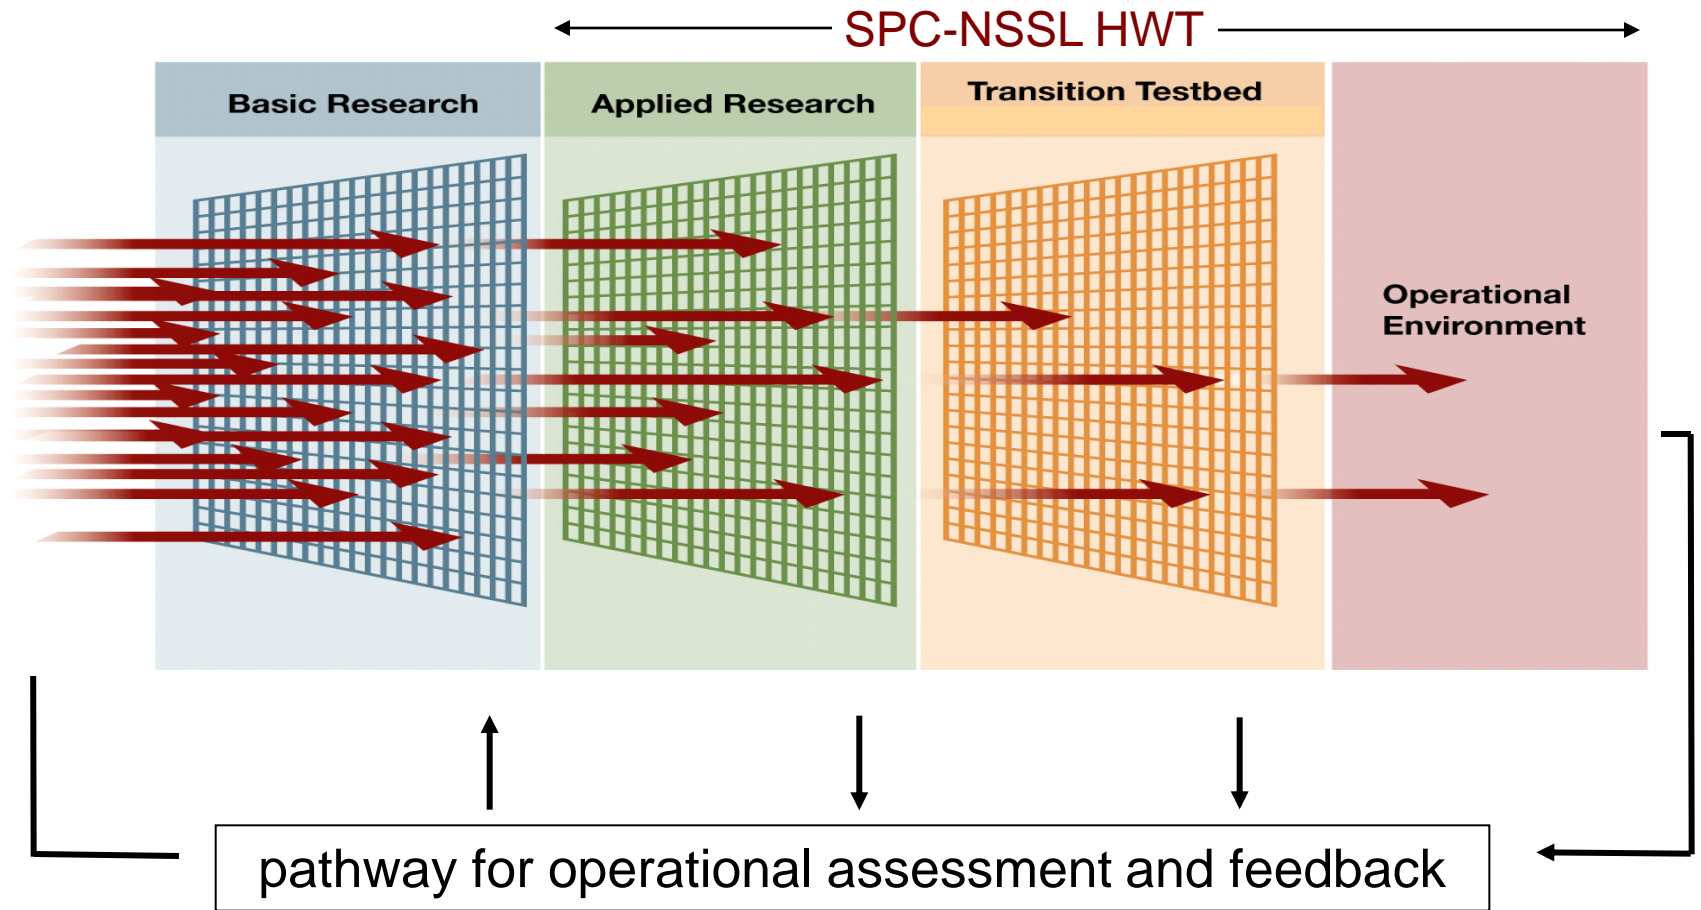 SPC-NSSL HWT
Basic Research
Applied Research
Transition Testbed
Operational
Environment
pathway for operational assessment and feedback